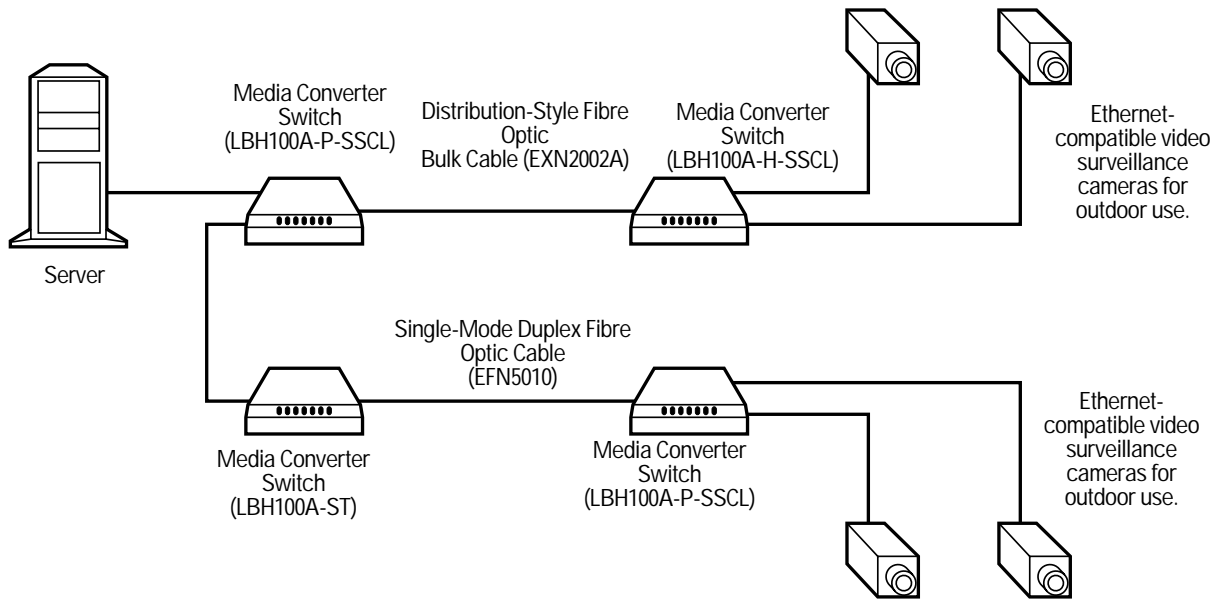 Media Converter
Switch
(LBH100A-P-SSCL)
Distribution-Style Fibre
Optic
Bulk Cable (EXN2002A)
Media Converter
Switch
(LBH100A-H-SSCL)
Ethernet-
compatible video
surveillance
cameras for
outdoor use.
Server
Single-Mode Duplex Fibre
Optic Cable
(EFN5010)
Media Converter
Switch
(LBH100A-ST)
Media Converter
Switch
(LBH100A-P-SSCL)
Ethernet-
compatible video
surveillance
cameras for
outdoor use.